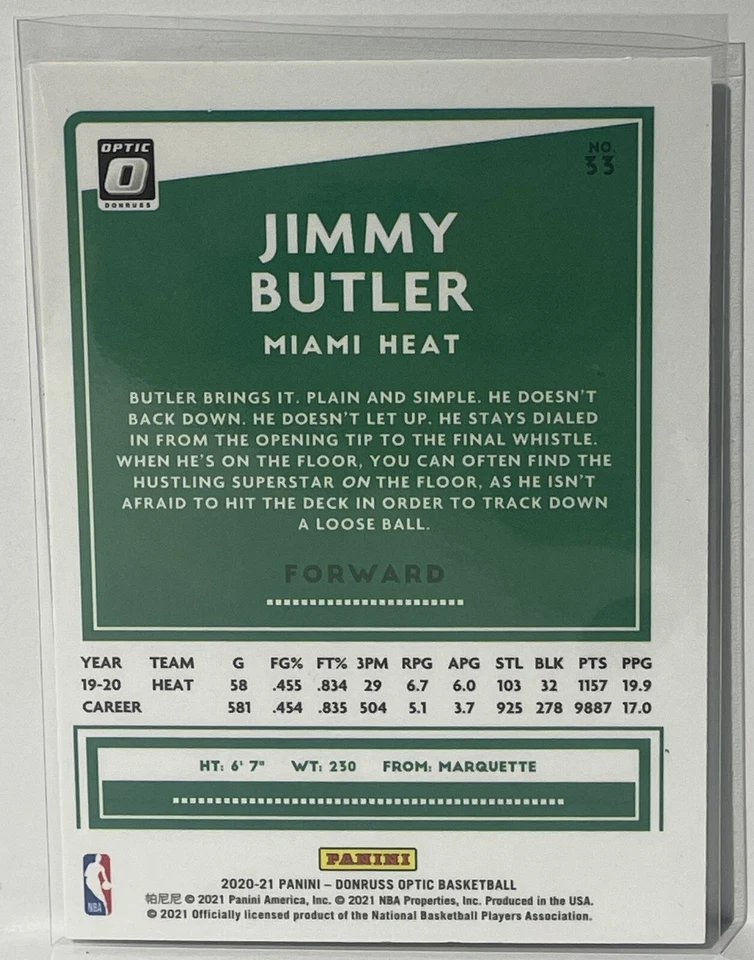 OPTIC
O
DONRUSS
NO.
33
JIMMY
BUTLER
MIAMI HEAT
BUTLER BRINGS IT. PLAIN AND SIMPLE. HE DOESN'T
BACK DOWN. HE DOESN'T LET UP. HE STAYS DIALED
IN FROM THE OPENING TIP TO THE FINAL WHISTLE.
WHEN HE'S ON THE FLOOR, YOU CAN OFTEN FIND THE
HUSTLING SUPERSTAR ON THE FLOOR, AS HE ISN'T
AFRAID TO HIT THE DECK IN ORDER TO TRACK DOWN
A LOOSE BALL.
FORWARD
YEAR TEAM G FG% FT% 3PM RPG APG STL BLK PTS PPG
19-20 HEAT 58 .455 .834 29 6.7 6.0 103 32 1157 19.9
CAREER 581 .454 .835 504 5.1 3.7 925 278 9887 17.0
HT: 6' 7" WT: 230 FROM: MARQUETTE
PANINI
2020-21 PANINI – DONRUSS OPTIC BASKETBALL
帕尼尼 © 2021 Panini America, Inc. © 2021 NBA Properties, Inc. Produced in the USA.
© 2021 Officially licensed product of the National Basketball Players Association.
NBA